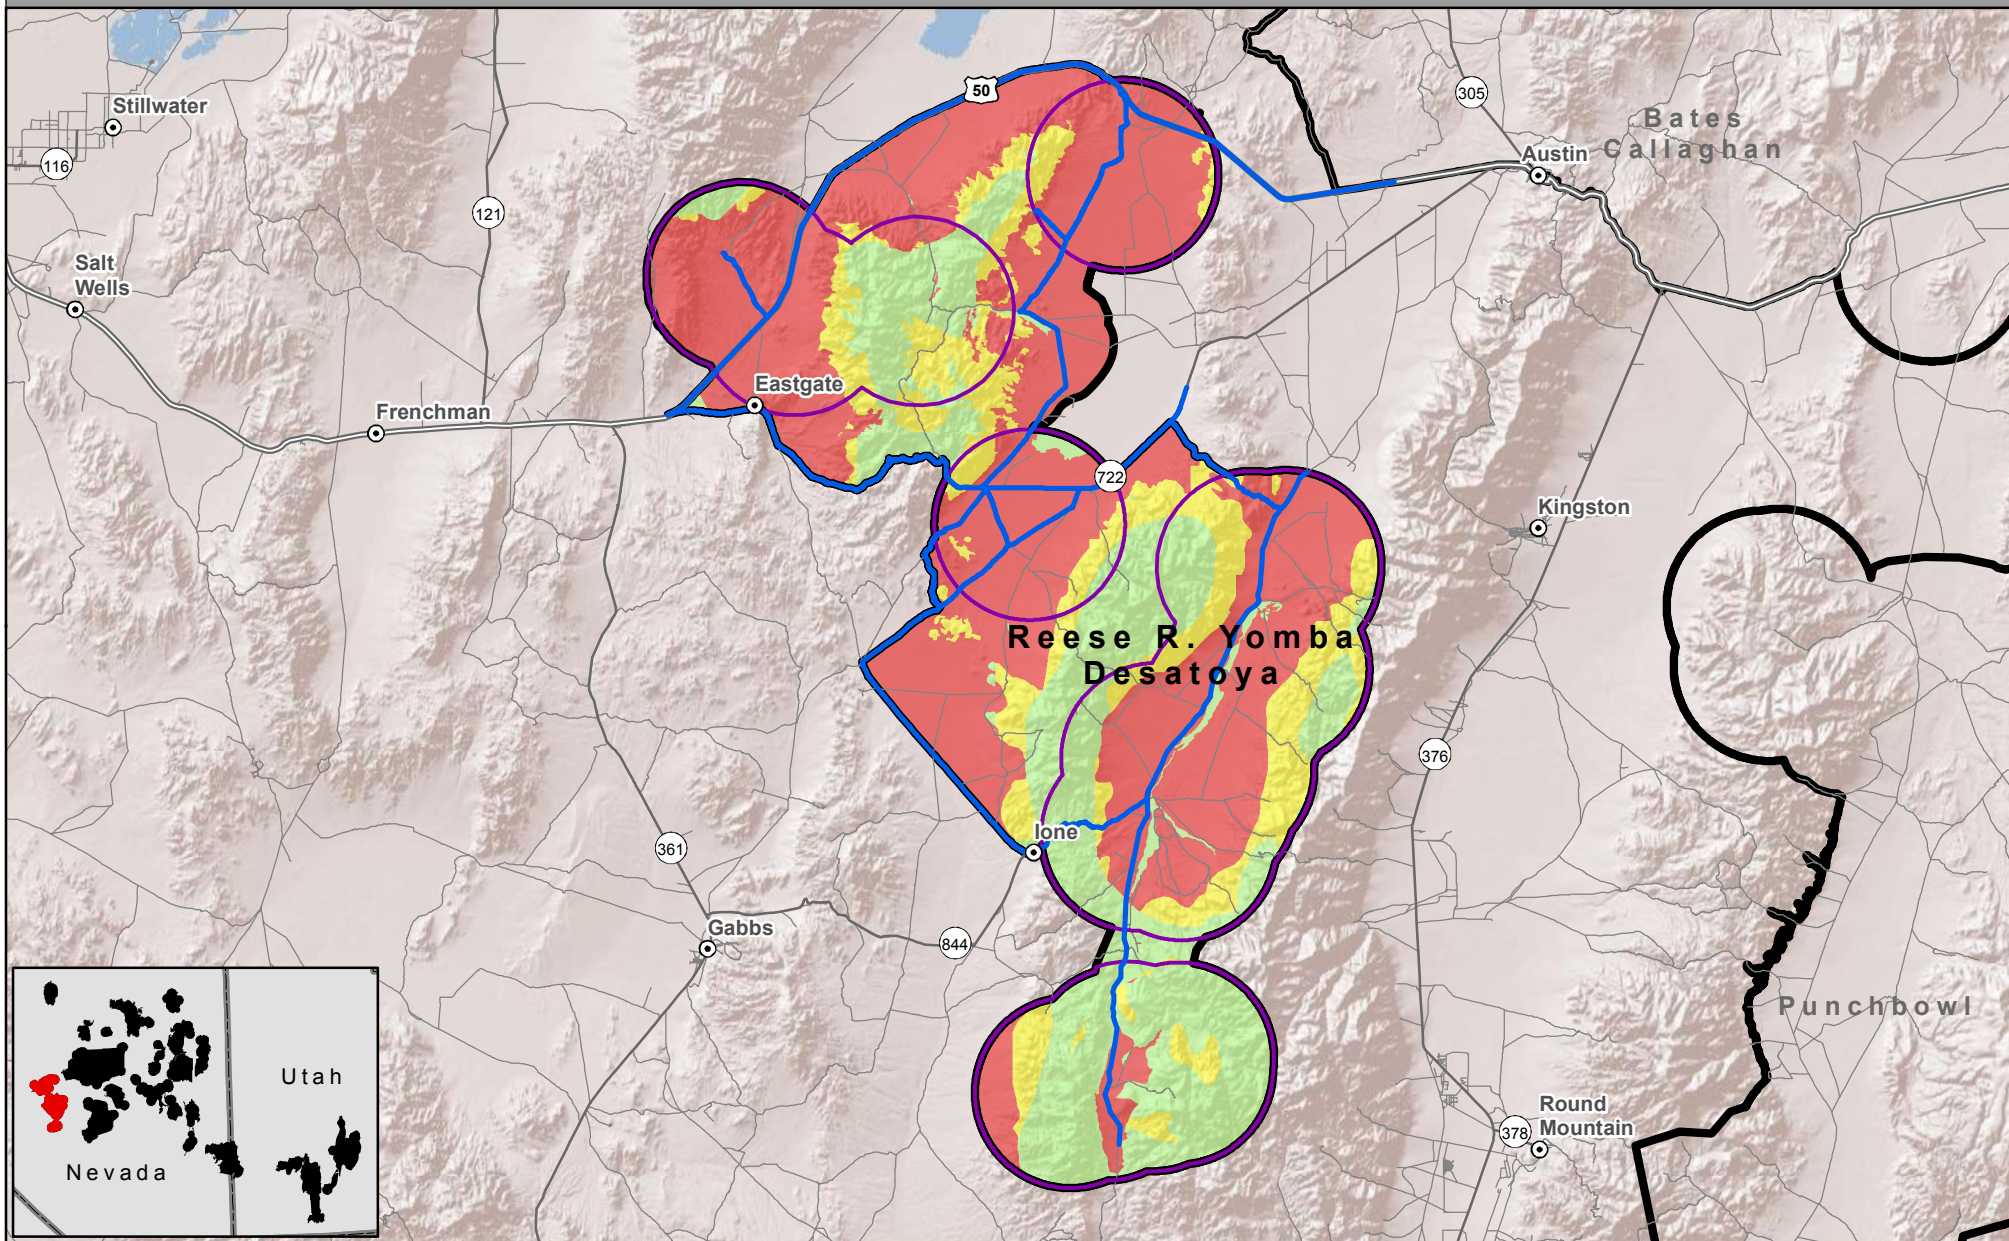 50
305
Bates
Callaghan
Stillwater
116
Austin
121
Salt
Wells
Eastgate
Frenchman
722
Kingston
Reese R. Yomba
Desatoya
376
Ione
361
Gabbs
844
Punchbowl
Utah
Nevada
Round
Mountain
378